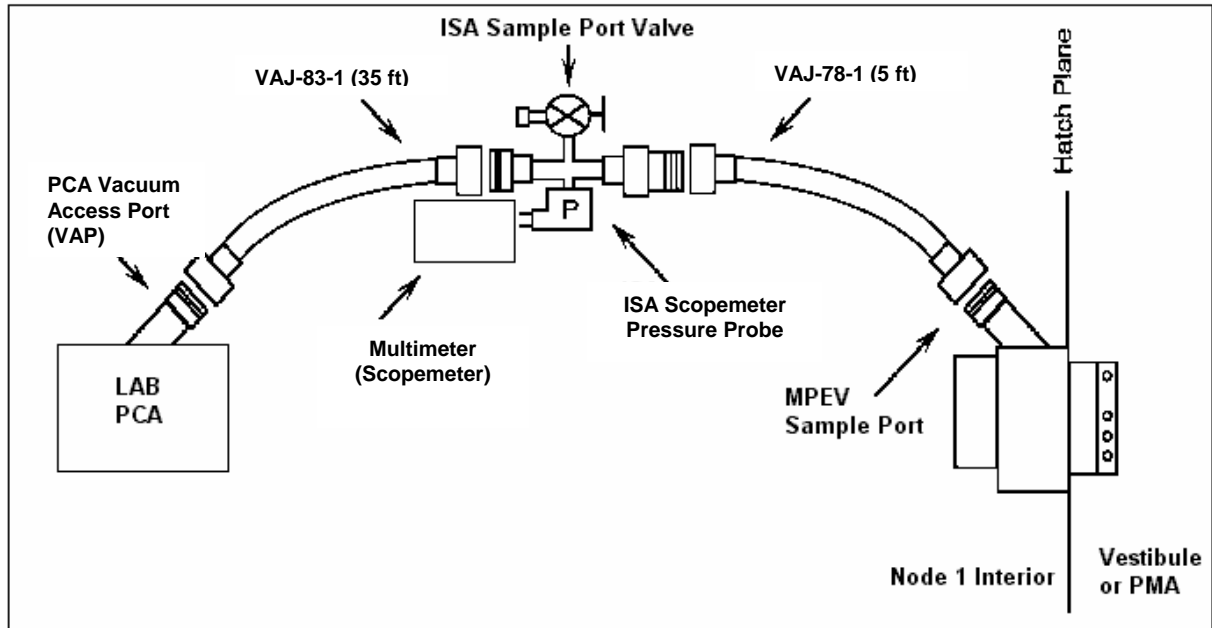 ISA Sample Port Valve
VAJ-83-1 (35 ft)
VAJ-78-1 (5 ft)
Hatch Plane
PCA Vacuum
Access Port
(VAP)
P
ISA Scopemeter
Pressure Probe
Multimeter
(Scopemeter)
LAB
PCA
MPEV
Sample Port
Node 1 Interior
Vestibule
or PMA